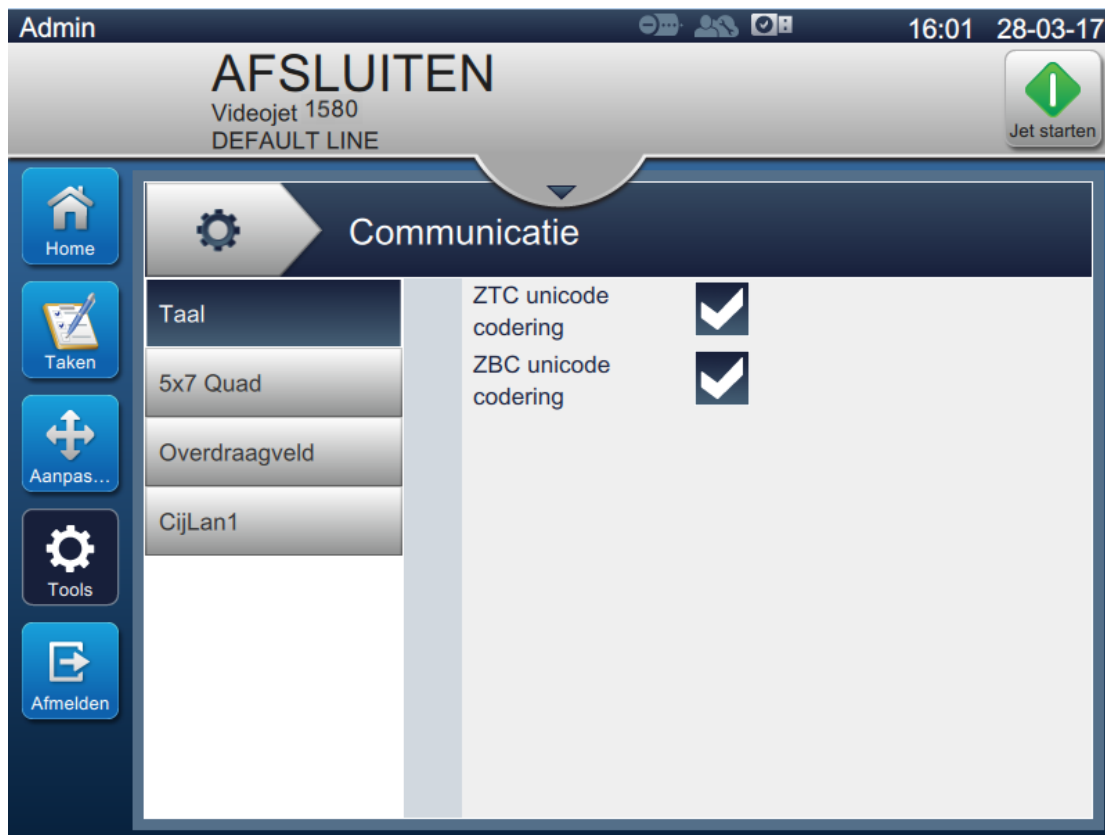 Admin 16:01 28-03-17
AFSLUITEN
Videojet 1580
DEFAULT LINE
Jet starten
Home
Taken
Aanpas...
Tools
Afmelden
Communicatie
Taal
5x7 Quad
Overdraagveld
CijLan1
ZTC unicode
codering
ZBC unicode
codering